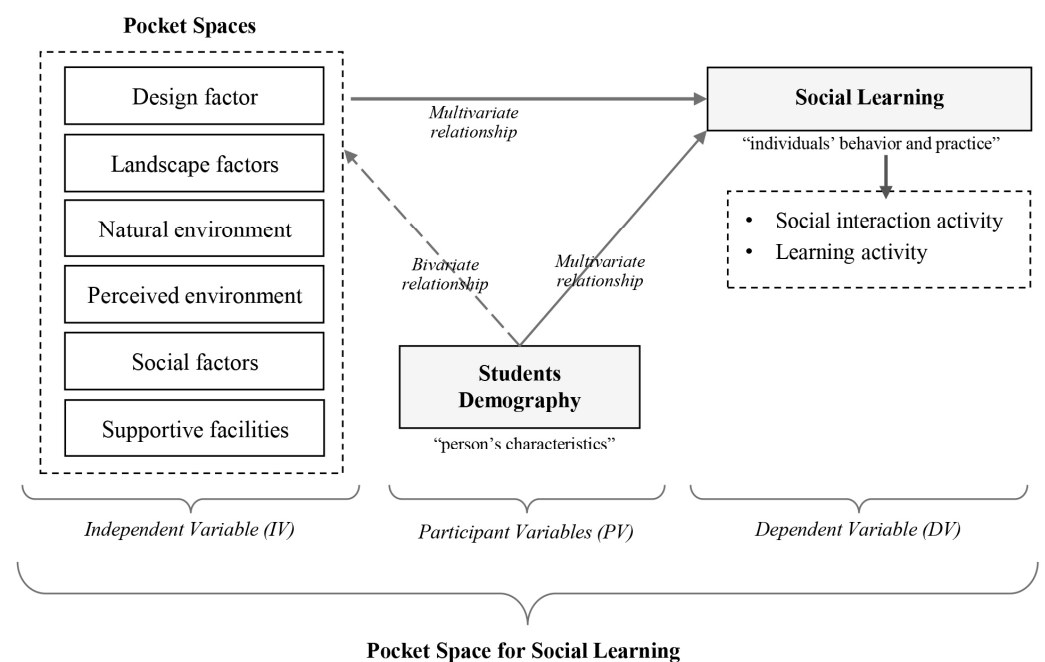 Pocket Spaces
Design factor
Landscape factors
Natural environment
Perceived environment
Social factors
Supportive facilities
Multivariate
relationship
Bivariate
relationship
Multivariate
relationship
Students
Demography
“person’s characteristics”
Social Learning
“individuals’ behavior and practice”
• Social interaction activity
• Learning activity
Independent Variable (IV)
Participant Variables (PV)
Dependent Variable (DV)
Pocket Space for Social Learning